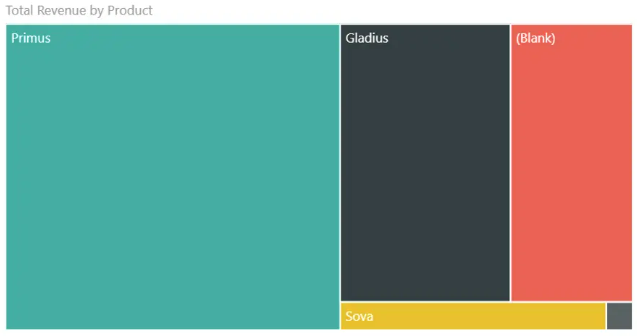 Total Revenue by Product
Primus
Gladius
(Blank)
Sova